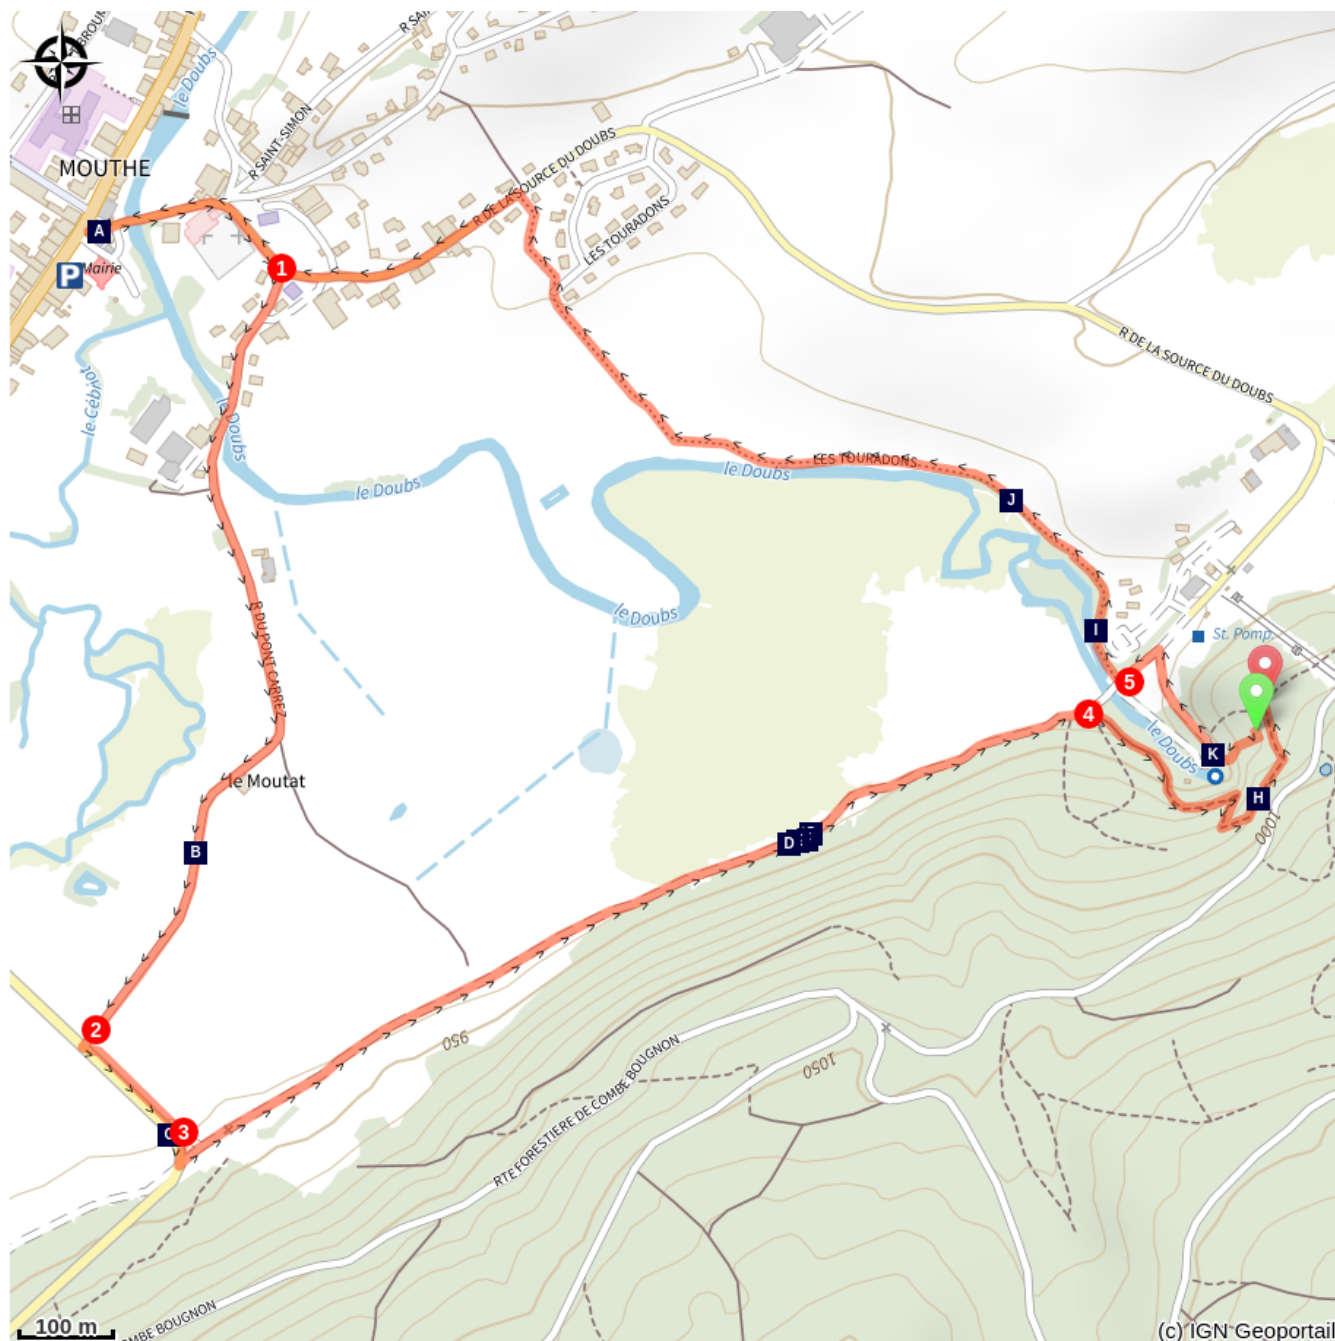 le Doubs
R SAINT-SIMON
MOUTHE
R DE LA SOURCE DU DOUBS
LES TOURADONS
A
1
P
Mairie
le Cébriot
le Doubs
R DE LA SOURCE DU DOUBS
le Doubs
le Doubs
LES TOURADONS
J
le Doubs
R DU PONT CARREZ
I
St. Pomp.
5
4
le Doubs
K
le Moutat
H
D
B
1000
2
950
1050
3
RTE FORESTIERE DE COMBE BOUGNON
COMBE BOUGNON
100 m
(c) IGN Geoportail